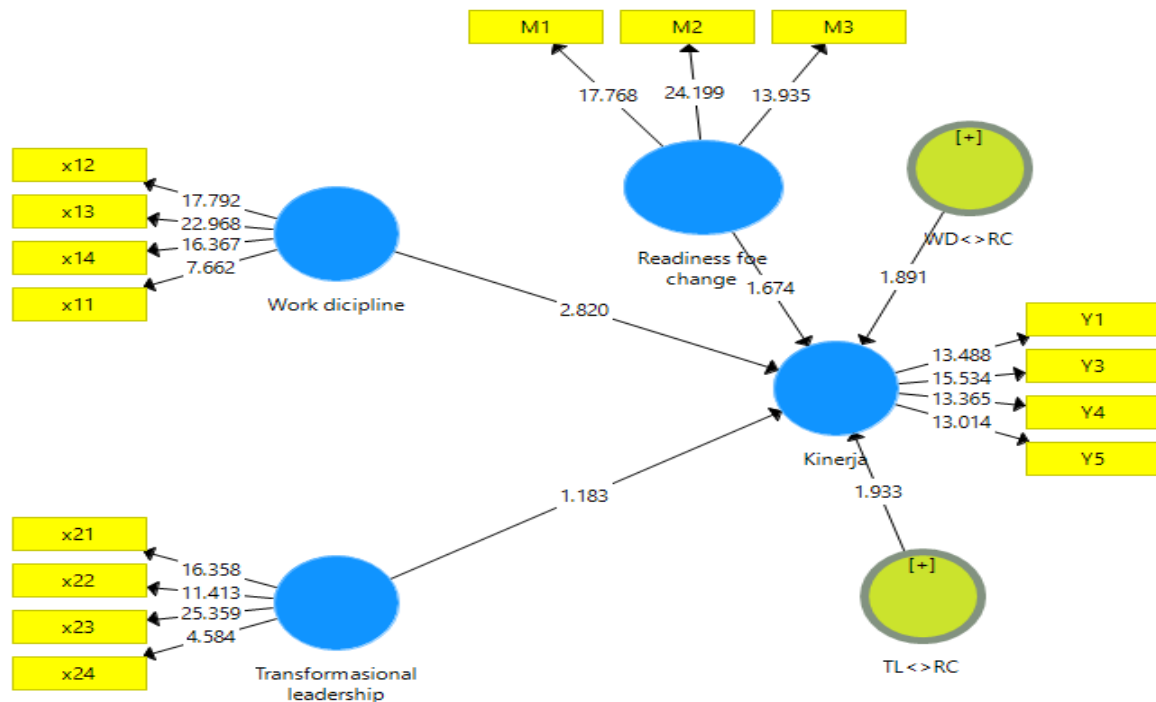 M1
M2
M3
17.768
24.199
13.935
[+]
x12
x13
x14
x11
17.792
22.968
16.367
7.662
Work dicipline
Readiness foe
change
WD<>RC
1.674
1.891
2.820
Y1
Y3
Y4
Y5
13.488
15.534
13.365
13.014
Kinerja
1.183
1.933
x21
x22
x23
x24
16.358
11.413
25.359
4.584
Transformasional
leadership
[+]
TL<>RC